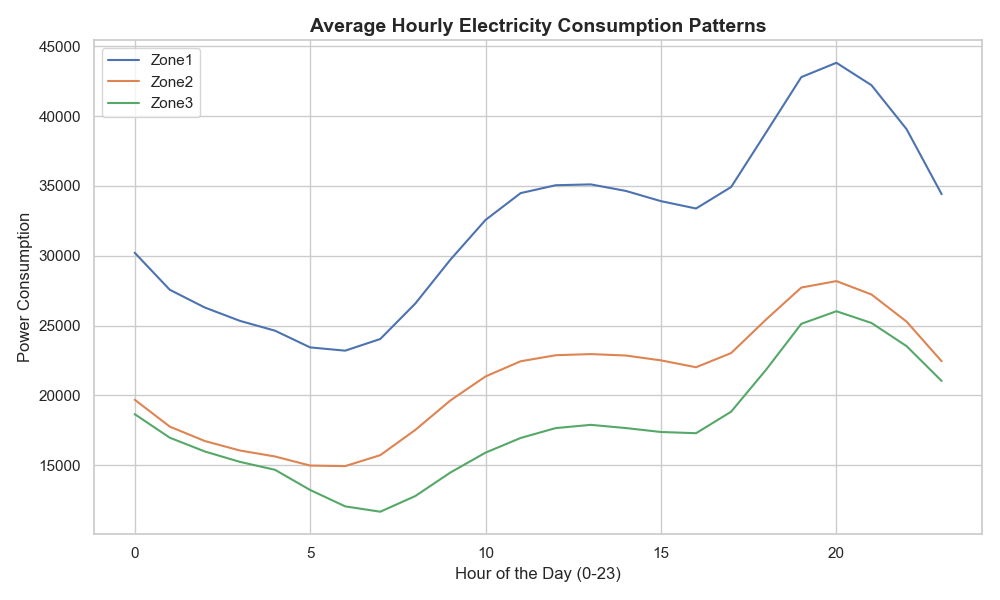 Average Hourly Electricity Consumption Patterns
Zone1
Zone2
Zone3
45000
40000
35000
30000
25000
20000
15000
Power Consumption
0 5 10 15 20
Hour of the Day (0-23)